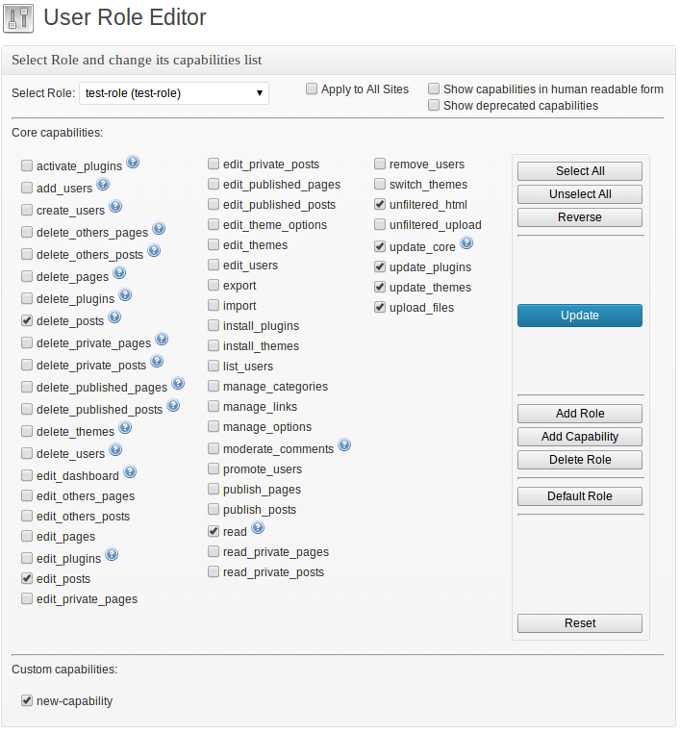 User Role Editor
Select Role and change its capabilities list
Select Role: test-role (test-role) Apply to All Sites Show capabilities in human readable form
Show deprecated capabilities
Core capabilities:
activate_plugins
add_users
create_users
delete_others_pages
delete_others_posts
delete_pages
delete_plugins
delete_posts
delete_private_pages
delete_private_posts
delete_published_pages
delete_published_posts
delete_themes
delete_users
edit_dashboard
edit_others_pages
edit_others_posts
edit_pages
edit_plugins
edit_posts
edit_private_pages
edit_private_posts
edit_published_pages
edit_published_posts
edit_theme_options
edit_themes
edit_users
export
import
install_plugins
install_themes
list_users
manage_categories
manage_links
manage_options
moderate_comments
promote_users
publish_pages
publish_posts
read
read_private_pages
read_private_posts
remove_users
switch_themes
unfiltered_html
unfiltered_upload
update_core
update_plugins
update_themes
upload_files
Select All
Unselect All
Reverse
Update
Add Role
Add Capability
Delete Role
Default Role
Reset
Custom capabilities:
new-capability